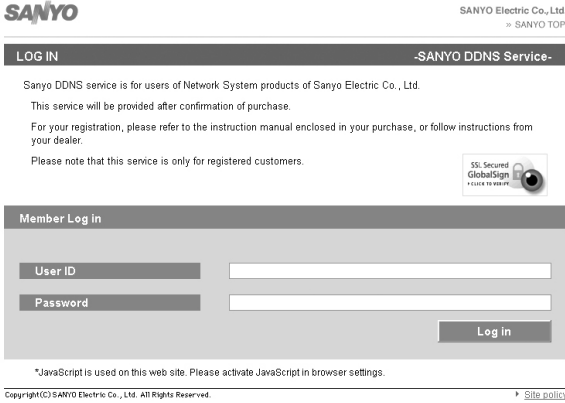 SANYO
SANYO Electric Co., Ltd
» SANYO TOP
LOG IN
-SANYO DDNS Service-
Sanyo DDNS service is for users of Network System products of Sanyo Electric Co., Ltd.
This service will be provided after confirmation of purchase.
For your registration, please refer to the instruction manual enclosed in your purchase, or follow instructions from
your dealer.
Please note that this service is only for registered customers.
SSL Secured
GlobalSign
CLICK TO VERIFY
Member Log in
User ID
Password
Log in
*JavaScript is used on this web site. Please activate JavaScript in browser settings.
Copyright(C) SANYO Electric Co., Ltd. All Rights Reserved.
Site policy